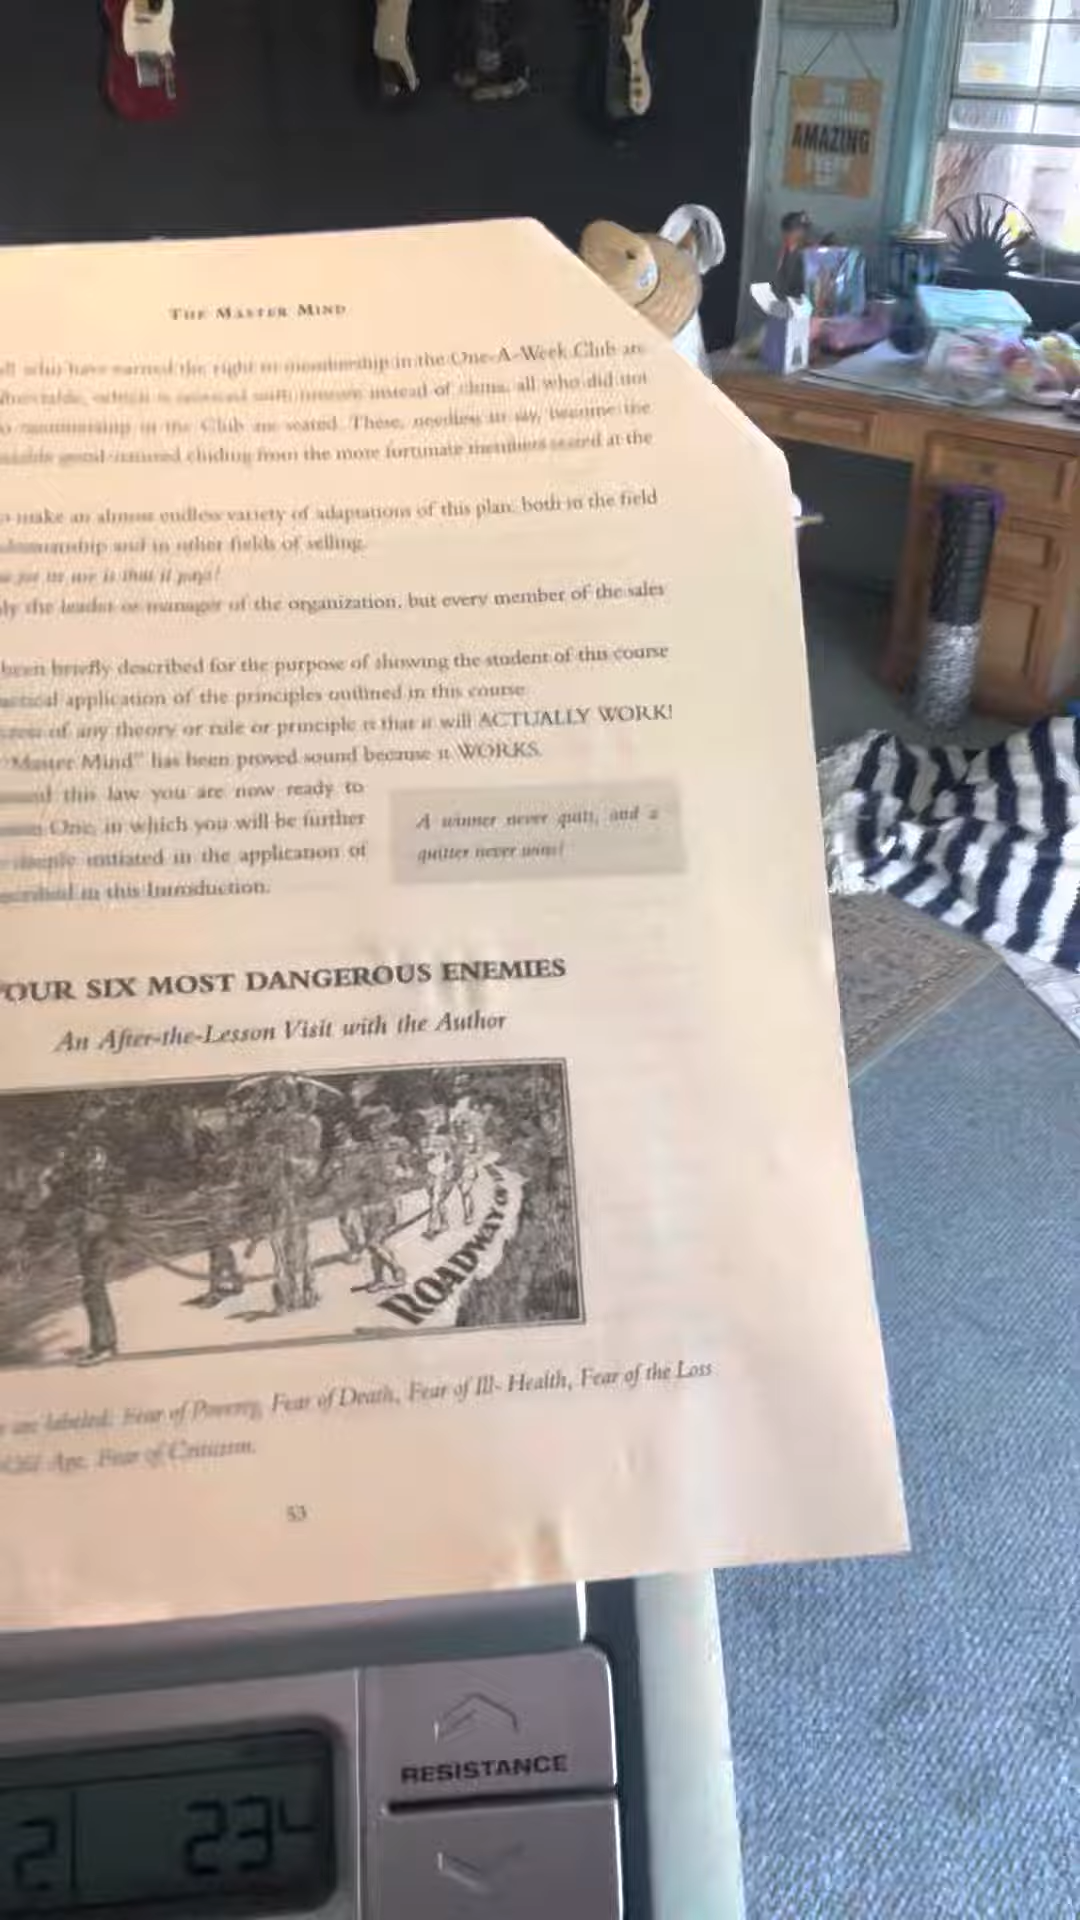 AMAZING
THE MASTER MIND
who have earned the right to membership in the One-A-Week Club are
which is instead of china, all who did not
membership in the Club are seated. These, needless to say, become the
good-natured chiding from the more fortunate members seated at the
make an almost endless variety of adaptations of this plan, both in the field
and in other fields of selling.
for its use is that it pays!
the leader or manager of the organization, but every member of the sales
been briefly described for the purpose of showing the student of this course
application of the principles outlined in this course.
of any theory or rule or principle is that it will ACTUALLY WORK!
"Master Mind" has been proved sound because it WORKS.
this law you are now ready to
One, in which you will be further
initiated in the application of
in this Introduction.
A winner never quits, and a
quitter never wins!
OUR SIX MOST DANGEROUS ENEMIES
An After-the-Lesson Visit with the Author
ROADWAY OF
are labeled: Fear of Poverty, Fear of Death, Fear of Ill- Health, Fear of the Loss
Old Age, Fear of Criticism.
53
RESISTANCE
2 234